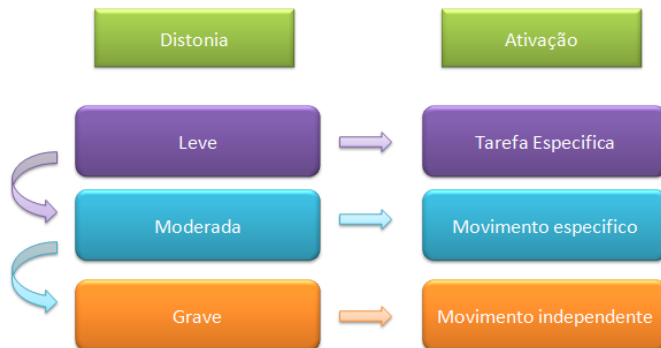 Distonia
Ativação
Leve
Tarefa Especifica
Moderada
Movimento especifico
Grave
Movimento independente